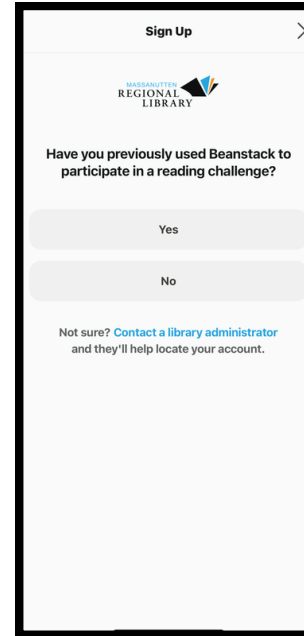 Sign Up
MASSANUTTEN
REGIONAL
LIBRARY
Have you previously used Beanstack to
participate in a reading challenge?
Yes
No
Not sure? Contact a library administrator
and they'll help locate your account.